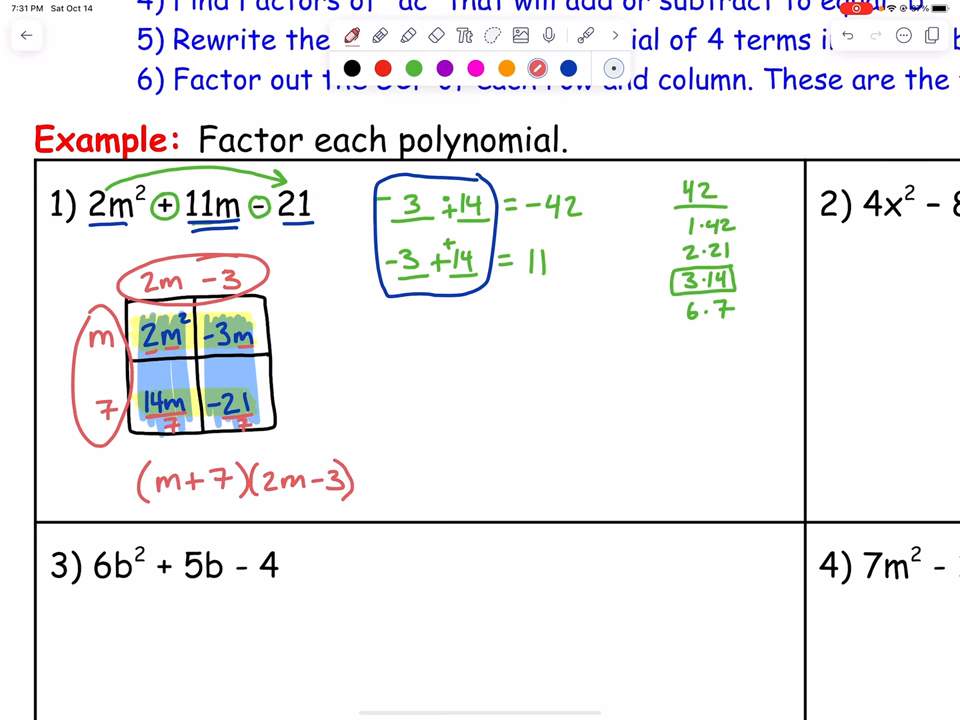 7:31 PM Sat Oct 14
4) Find Factors of "ac" that will add or subtract to
5) Rewrite the ial of 4 terms i
6) Factor out and column. These are the
Example: Factor each polynomial.
1) 2m² + 11m - 21
- 3 · +14 = -42
-3 + +14 = 11
42
1·42
2·21
3·14
6·7
2m -3
m 2m² -3m
7 14m -21
7 7
(m+7)(2m-3)
2) 4x² - 8
3) 6b² + 5b - 4
4) 7m² -